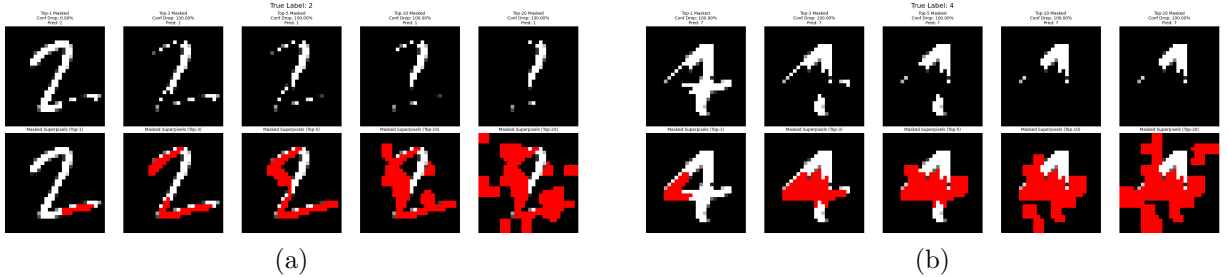 True Label: 2
Top-1 Masked Top-3 Masked Top-5 Masked Top-10 Masked Top-20 Masked
Conf Drop: 0.00% Conf Drop: 100.00% Conf Drop: 100.00% Conf Drop: 100.00% Conf Drop: 100.00%
Pred: 2 Pred: 1 Pred: 1 Pred: 1 Pred: 1
Masked Superpixels (Top-1) Masked Superpixels (Top-3) Masked Superpixels (Top-5) Masked Superpixels (Top-10) Masked Superpixels (Top-20)
(a)
True Label: 4
Top-1 Masked Top-3 Masked Top-5 Masked Top-10 Masked Top-20 Masked
Conf Drop: 100.00% Conf Drop: 100.00% Conf Drop: 100.00% Conf Drop: 100.00% Conf Drop: 100.00%
Pred: 7 Pred: 7 Pred: 7 Pred: 7 Pred: 7
Masked Superpixels (Top-1) Masked Superpixels (Top-3) Masked Superpixels (Top-5) Masked Superpixels (Top-10) Masked Superpixels (Top-20)
(b)